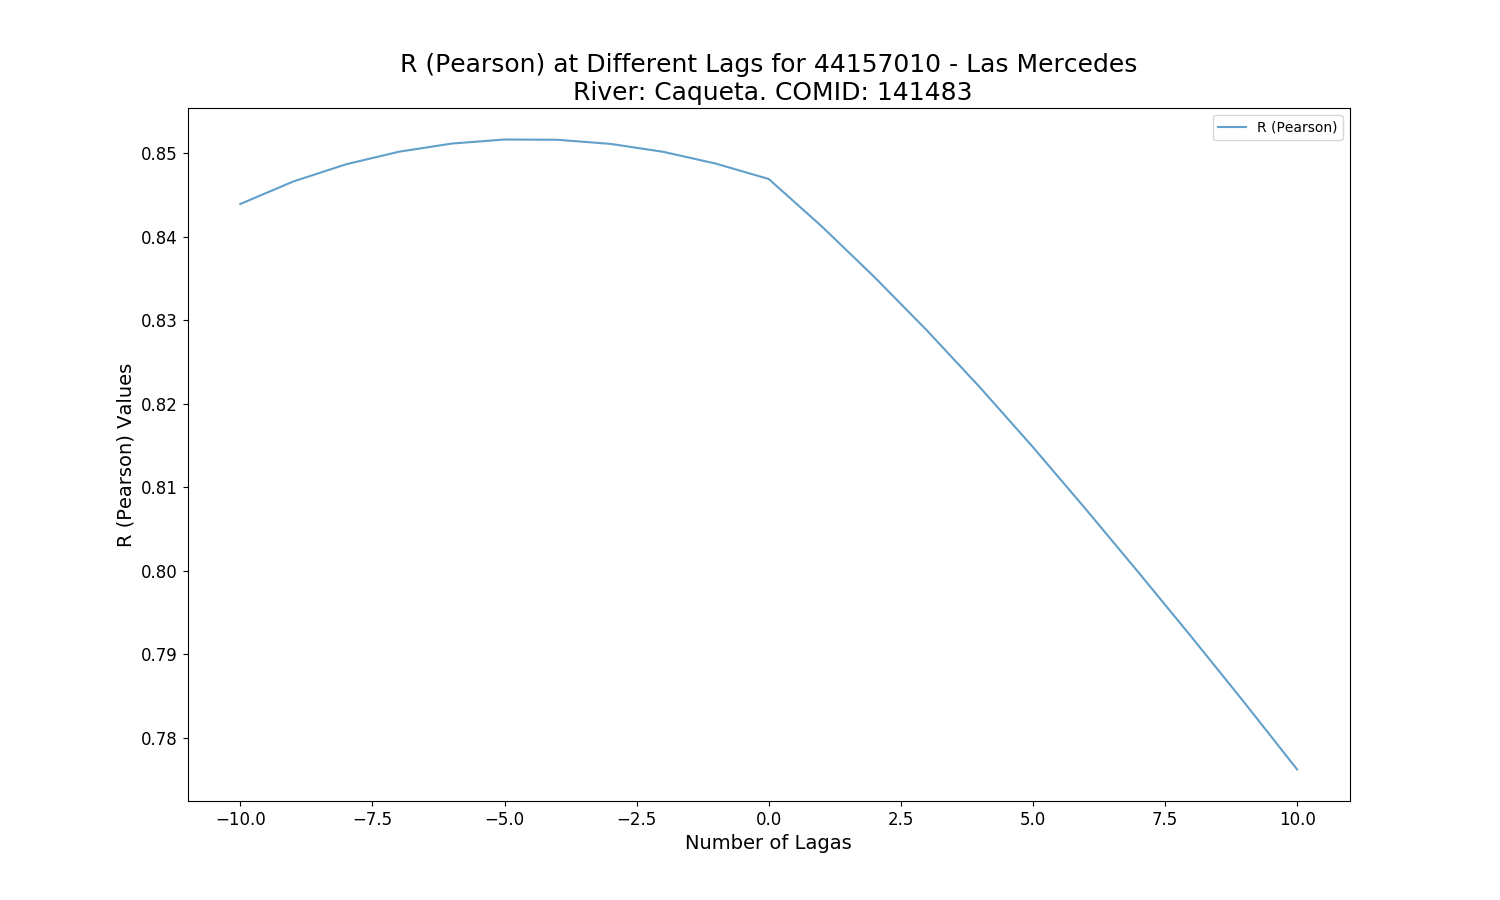 R (Pearson) at Different Lags for 44157010 - Las Mercedes
River: Caqueta. COMID: 141483
R (Pearson)
R (Pearson) Values
0.85
0.84
0.83
0.82
0.81
0.80
0.79
0.78
−10.0 −7.5 −5.0 −2.5 0.0 2.5 5.0 7.5 10.0
Number of Lagas